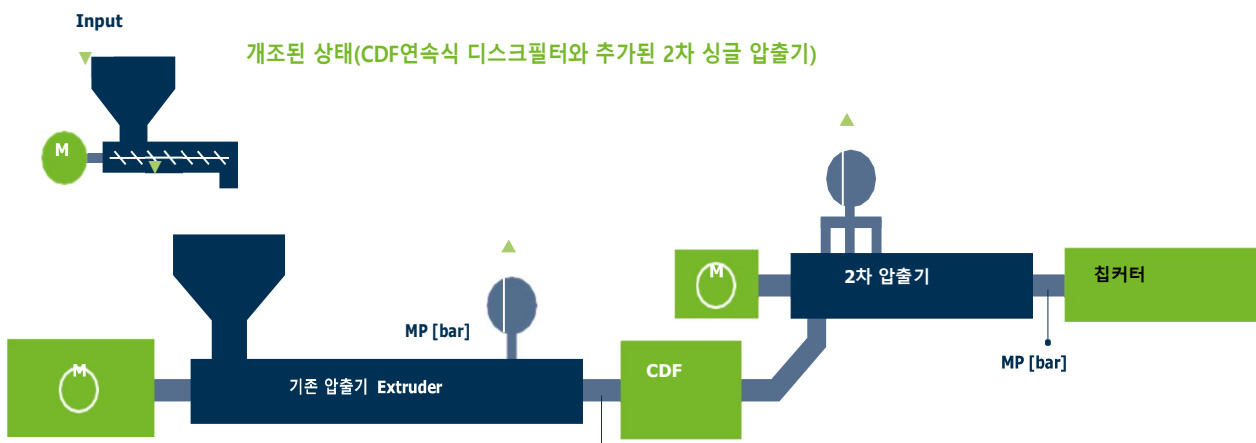 Input
개조된 상태(CDF연속식 디스크필터와 추가된 2차 싱글 압출기)
M
M
2차 압출기
칩커터
MP [bar]
MP [bar]
M
기존 압출기 Extruder
CDF